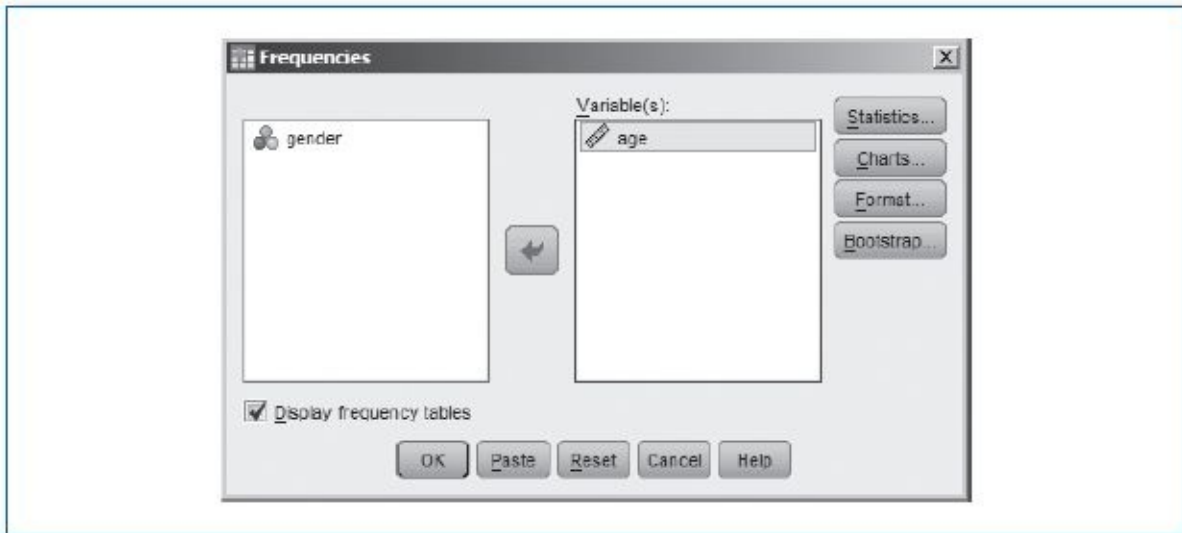 Frequencies
gender
Variable(s):
age
Statistics...
Charts...
Format...
Bootstrap...
Display frequency tables
OK
Paste
Reset
Cancel
Help